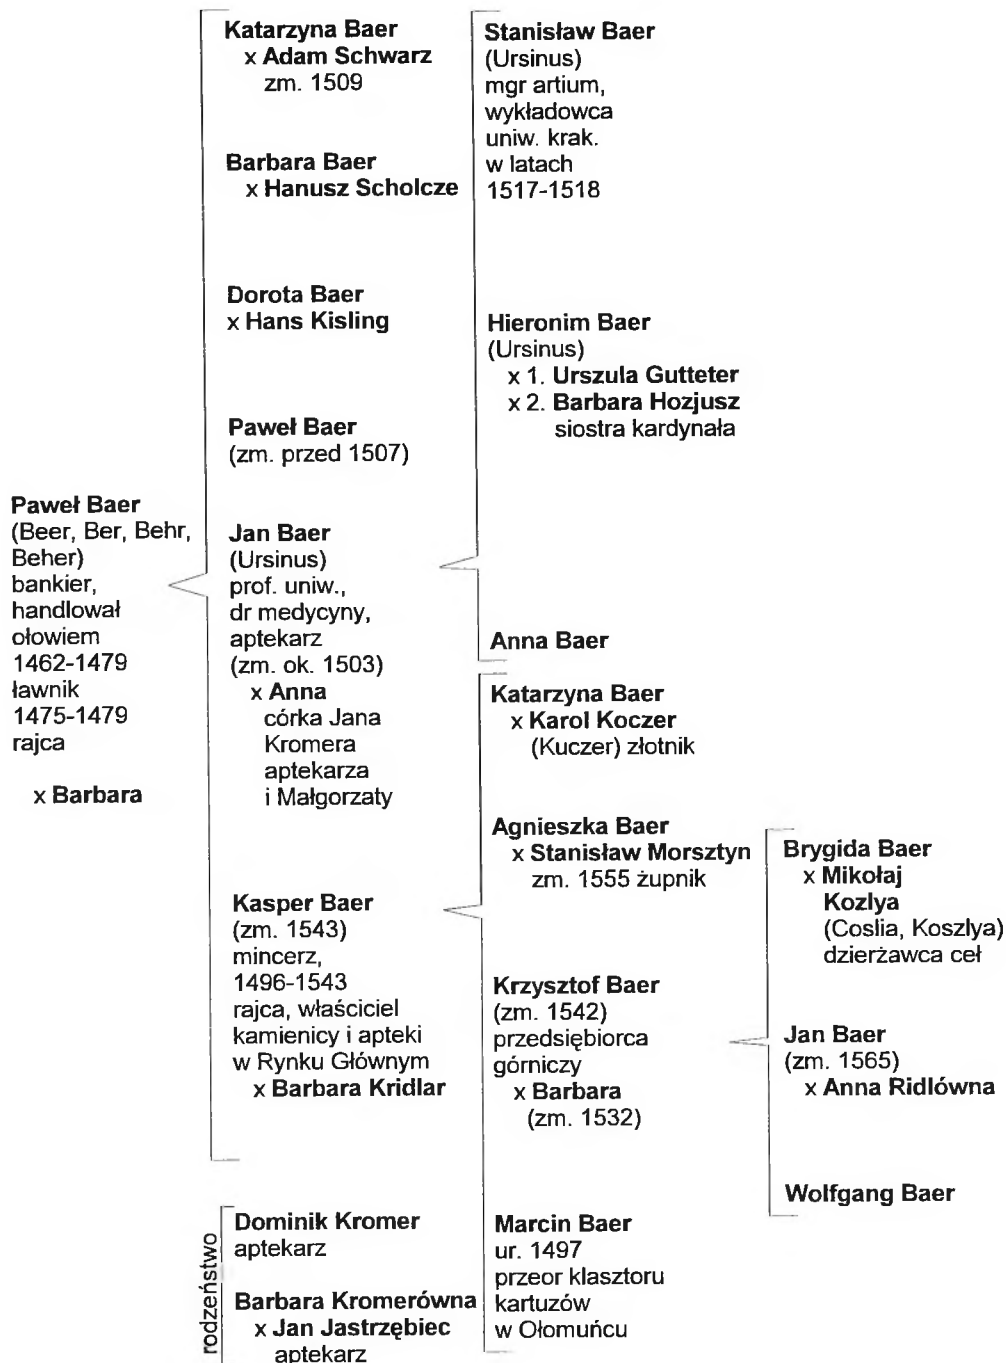 Paweł Baer
(Beer, Ber, Behr,
Beher)
bankier,
handlował
ołowiem
1462-1479
ławnik
1475-1479
rajca
x Barbara
Katarzyna Baer
x Adam Schwarz
zm. 1509
Barbara Baer
x Hanusz Scholcze
Dorota Baer
x Hans Kisling
Paweł Baer
(zm. przed 1507)
Jan Baer
(Ursinus)
prof. uniw.,
dr medycyny,
aptekarz
(zm. ok. 1503)
x Anna
córka Jana
Kromera
aptekarza
i Małgorzaty
Kasper Baer
(zm. 1543)
mincerz,
1496-1543
rajca, właściciel
kamienicy i apteki
w Rynku Głównym
x Barbara Kridlar
rodzeństwo
Dominik Kromer
aptekarz
Barbara Kromerówna
x Jan Jastrzębiec
aptekarz
Stanisław Baer
(Ursinus)
mgr artium,
wykładowca
uniw. krak.
w latach
1517-1518
Hieronim Baer
(Ursinus)
x 1. Urszula Gutteter
x 2. Barbara Hozjusz
siostra kardynała
Anna Baer
Katarzyna Baer
x Karol Koczer
(Kuczer) złotnik
Agnieszka Baer
x Stanisław Morsztyn
zm. 1555 żupnik
Krzysztof Baer
(zm. 1542)
przedsiębiorca
górniczy
x Barbara
(zm. 1532)
Marcin Baer
ur. 1497
przeor klasztoru
kartuzów
w Ołomuńcu
Brygida Baer
x Mikołaj
Kozlya
(Coslia, Koszlya)
dzierżawca ceł
Jan Baer
(zm. 1565)
x Anna Ridlówna
Wolfgang Baer